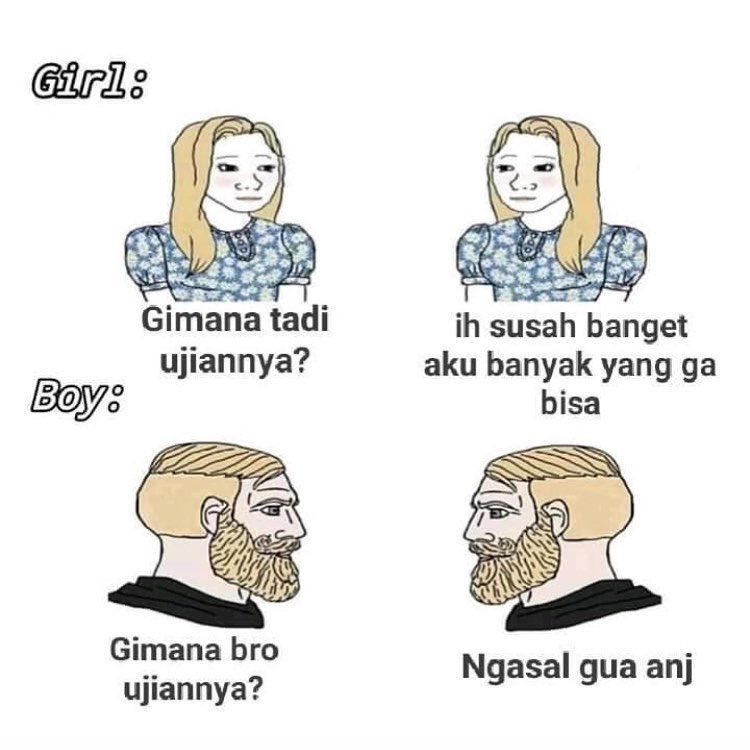 Girl:
Gimana tadi
ujiannya?
ih susah banget
aku banyak yang ga
bisa
Boy:
Gimana bro
ujiannya?
Ngasal gua anj